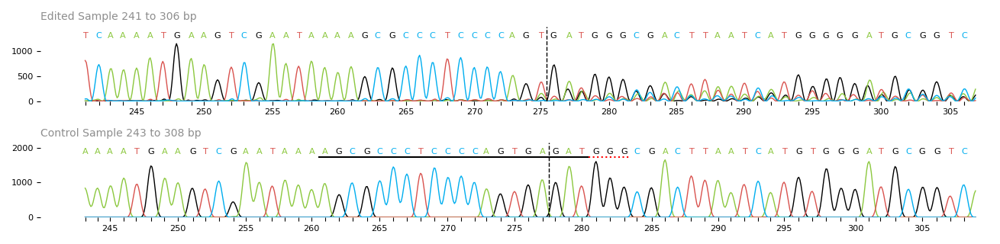 Edited Sample 241 to 306 bp
T C A A A A T G A A G T C G A A T A A A A G C G C C C T C C C C A G T G A T G G G C G A C T T A A T C A T G G G G G A T G C G G T C
1000
500
0
245 250 255 260 265 270 275 280 285 290 295 300 305
Control Sample 243 to 308 bp
2000
A A A A T G A A G T C G A A T A A A A G C G C C C T C C C C A G T G A G A T G G G C G A C T T A A T C A T G T G G G A T G C G G T C
1000
0
245 250 255 260 265 270 275 280 285 290 295 300 305